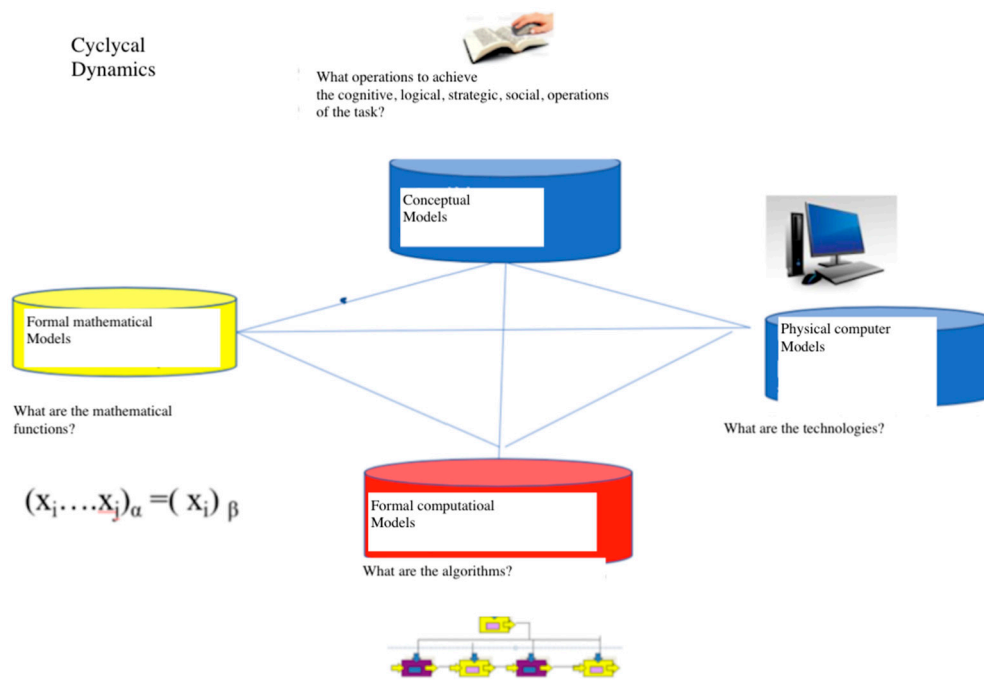 Cyclycal
Dynamics
What operations to achieve
the cognitive, logical, strategic, social, operations
of the task?
Conceptual
Models
Formal mathematical
Models
Physical computer
Models
What are the mathematical
functions?
What are the technologies?
(xᵢ....xⱼ)α =( xᵢ) β
Formal computatioal
Models
What are the algorithms?